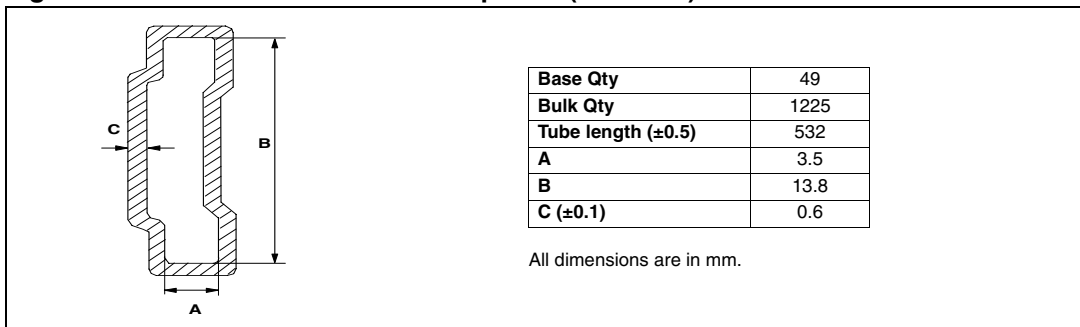 C
B
A
Base Qty 49
Bulk Qty 1225
Tube length (±0.5) 532
A 3.5
B 13.8
C (±0.1) 0.6
All dimensions are in mm.